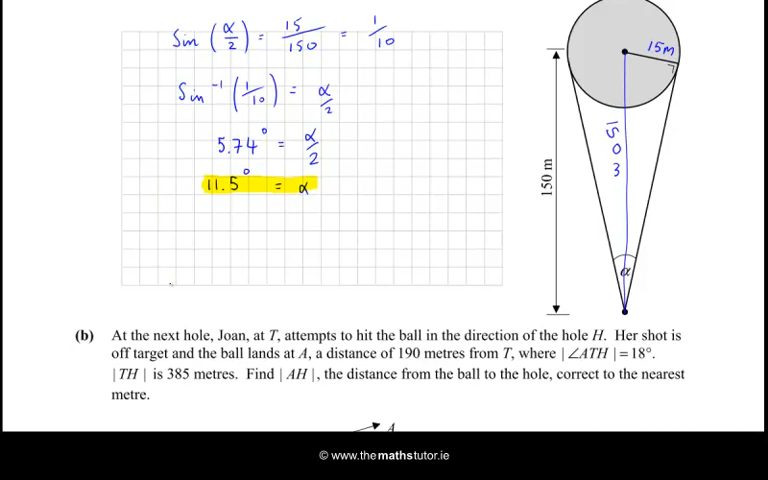 Sin (α/2) = 15/150 = 1/10
Sin⁻¹ (1/10) = α/2
5.74° = α/2
11.5° = α
15M
150 m
150 m
α
(b) At the next hole, Joan, at T, attempts to hit the ball in the direction of the hole H. Her shot is
off target and the ball lands at A, a distance of 190 metres from T, where |∠ATH| = 18°.
|TH| is 385 metres. Find |AH|, the distance from the ball to the hole, correct to the nearest
metre.
A
© www.themathstutor.ie